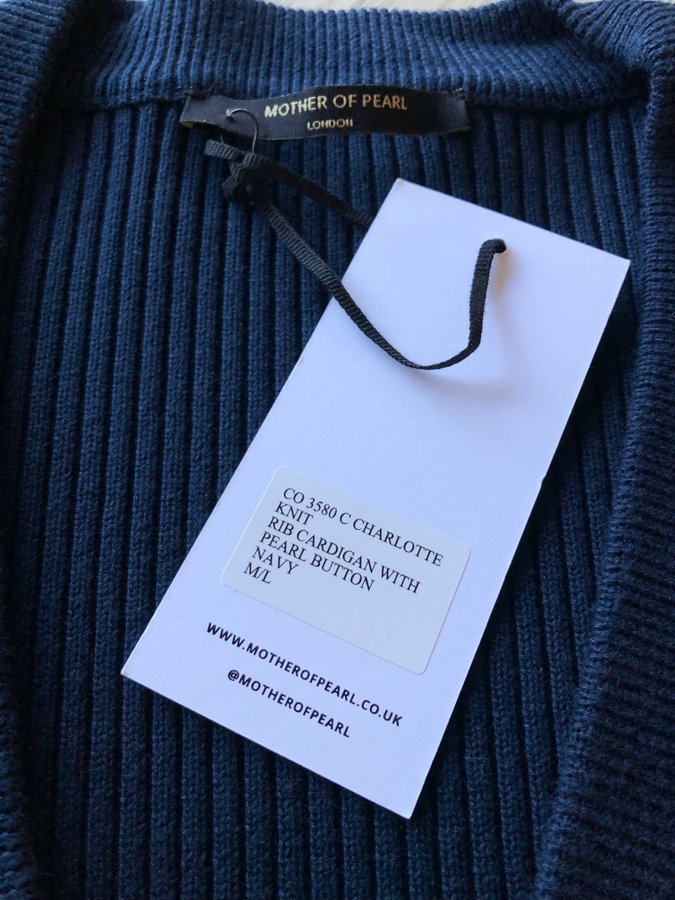 MOTHER OF PEARL
LONDON
CO 3580 C CHARLOTTE
KNIT
RIB CARDIGAN WITH
PEARL BUTTON
NAVY
M/L
WWW.MOTHEROFPEARL.CO.UK
@MOTHEROFPEARL